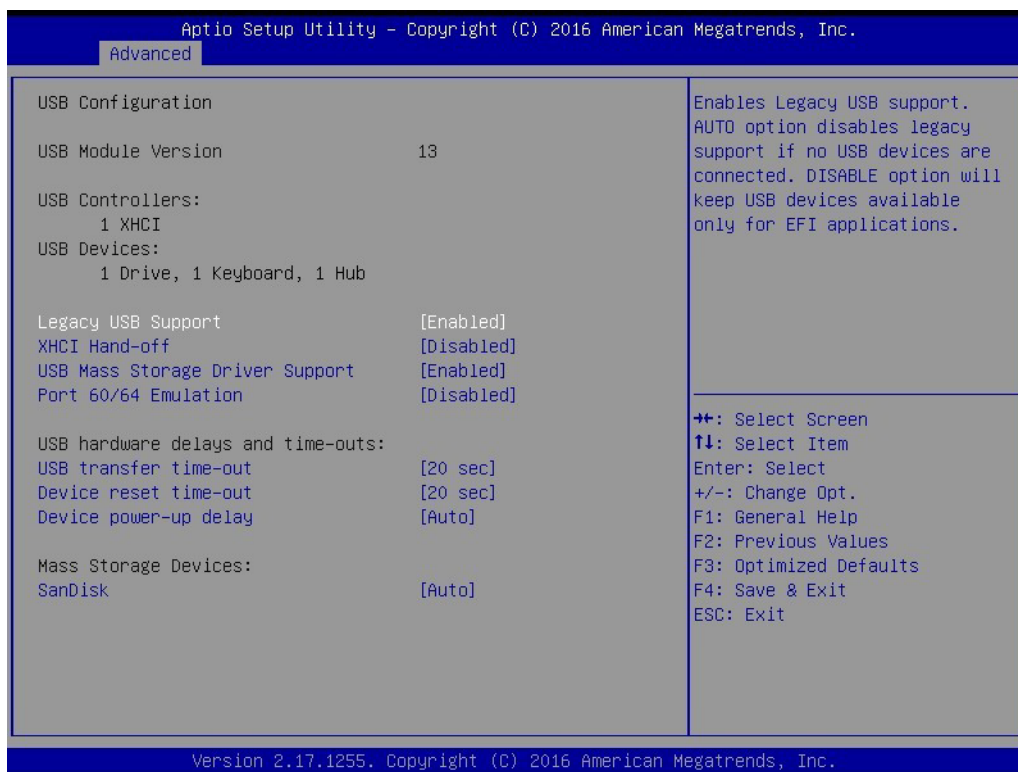 Aptio Setup Utility – Copyright (C) 2016 American Megatrends, Inc.
Advanced
USB Configuration
USB Module Version 13
USB Controllers:
1 XHCI
USB Devices:
1 Drive, 1 Keyboard, 1 Hub
Legacy USB Support [Enabled]
XHCI Hand-off [Disabled]
USB Mass Storage Driver Support [Enabled]
Port 60/64 Emulation [Disabled]
USB hardware delays and time-outs:
USB transfer time-out [20 sec]
Device reset time-out [20 sec]
Device power-up delay [Auto]
Mass Storage Devices:
SanDisk [Auto]
Enables Legacy USB support.
AUTO option disables legacy
support if no USB devices are
connected. DISABLE option will
keep USB devices available
only for EFI applications.
→←: Select Screen
↑↓: Select Item
Enter: Select
+/-: Change Opt.
F1: General Help
F2: Previous Values
F3: Optimized Defaults
F4: Save & Exit
ESC: Exit
Version 2.17.1255. Copyright (C) 2016 American Megatrends, Inc.